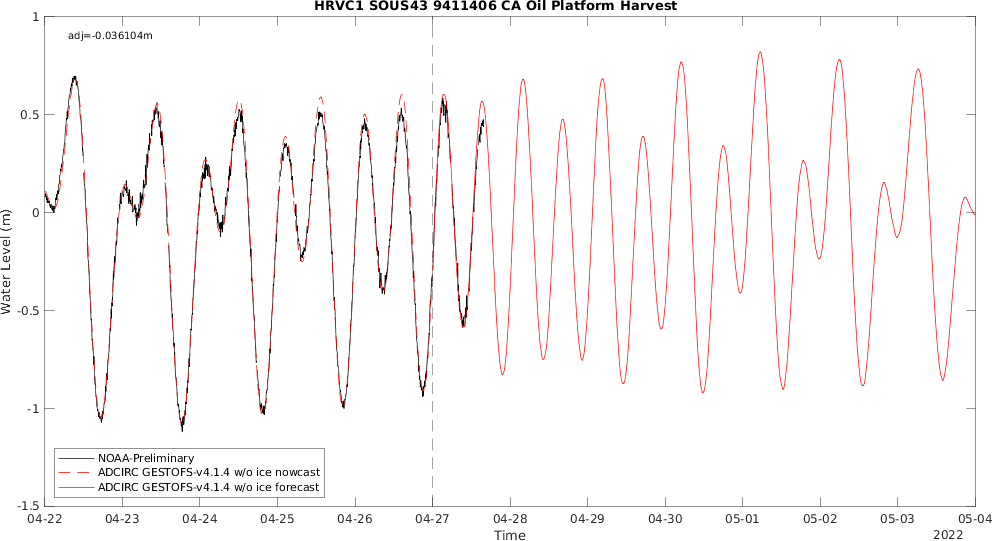 HRVC1 SOUS43 9411406 CA Oil Platform Harvest
adj=-0.036104m
Water Level (m)
1
0.5
0
-0.5
-1
-1.5
NOAA-Preliminary
ADCIRC GESTOFS-v4.1.4 w/o ice nowcast
ADCIRC GESTOFS-v4.1.4 w/o ice forecast
04-22 04-23 04-24 04-25 04-26 04-27 04-28 04-29 04-30 05-01 05-02 05-03 05-04
Time
2022